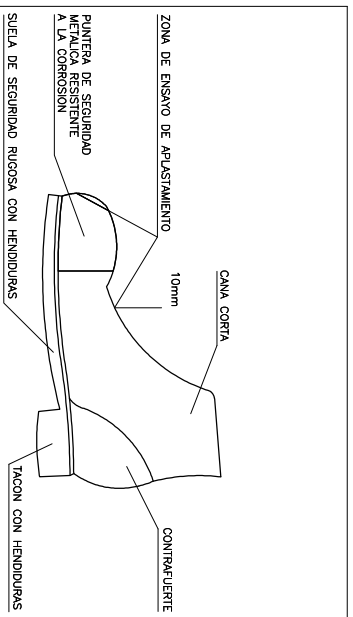 ZONA DE ENSAYO DE APLASTAMIENTO
PUNTERA DE SEGURIDAD
METALICA RESISTENTE
A LA CORROSION
SUELA DE SEGURIDAD RUGOSA CON HENDIDURAS
10mm
CANA CORTA
CONTRAFUERTE
TACON CON HENDIDURAS